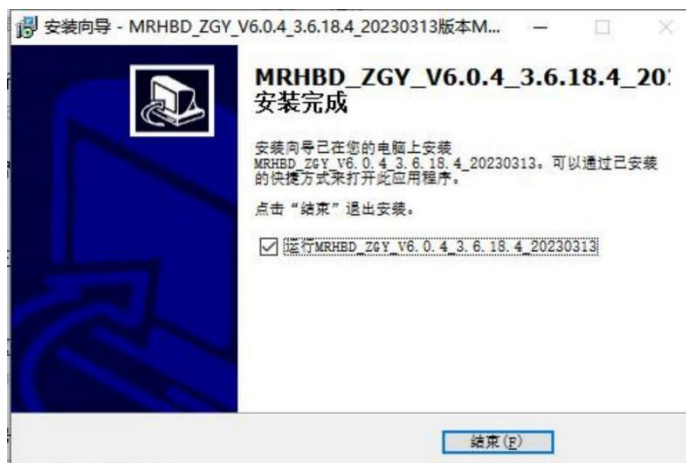 安装向导 - MRHBD_ZGY_V6.0.4_3.6.18.4_20230313版本M...
MRHBD_ZGY_V6.0.4_3.6.18.4_20
安装完成
安装向导已在您的电脑上安装
MRHBD_ZGY_V6.0.4_3.6.18.4_20230313。可以通过已安装
的快捷方式来打开此应用程序。
点击“结束”退出安装。
运行MRHBD_ZGY_V6.0.4_3.6.18.4_20230313
结束(F)